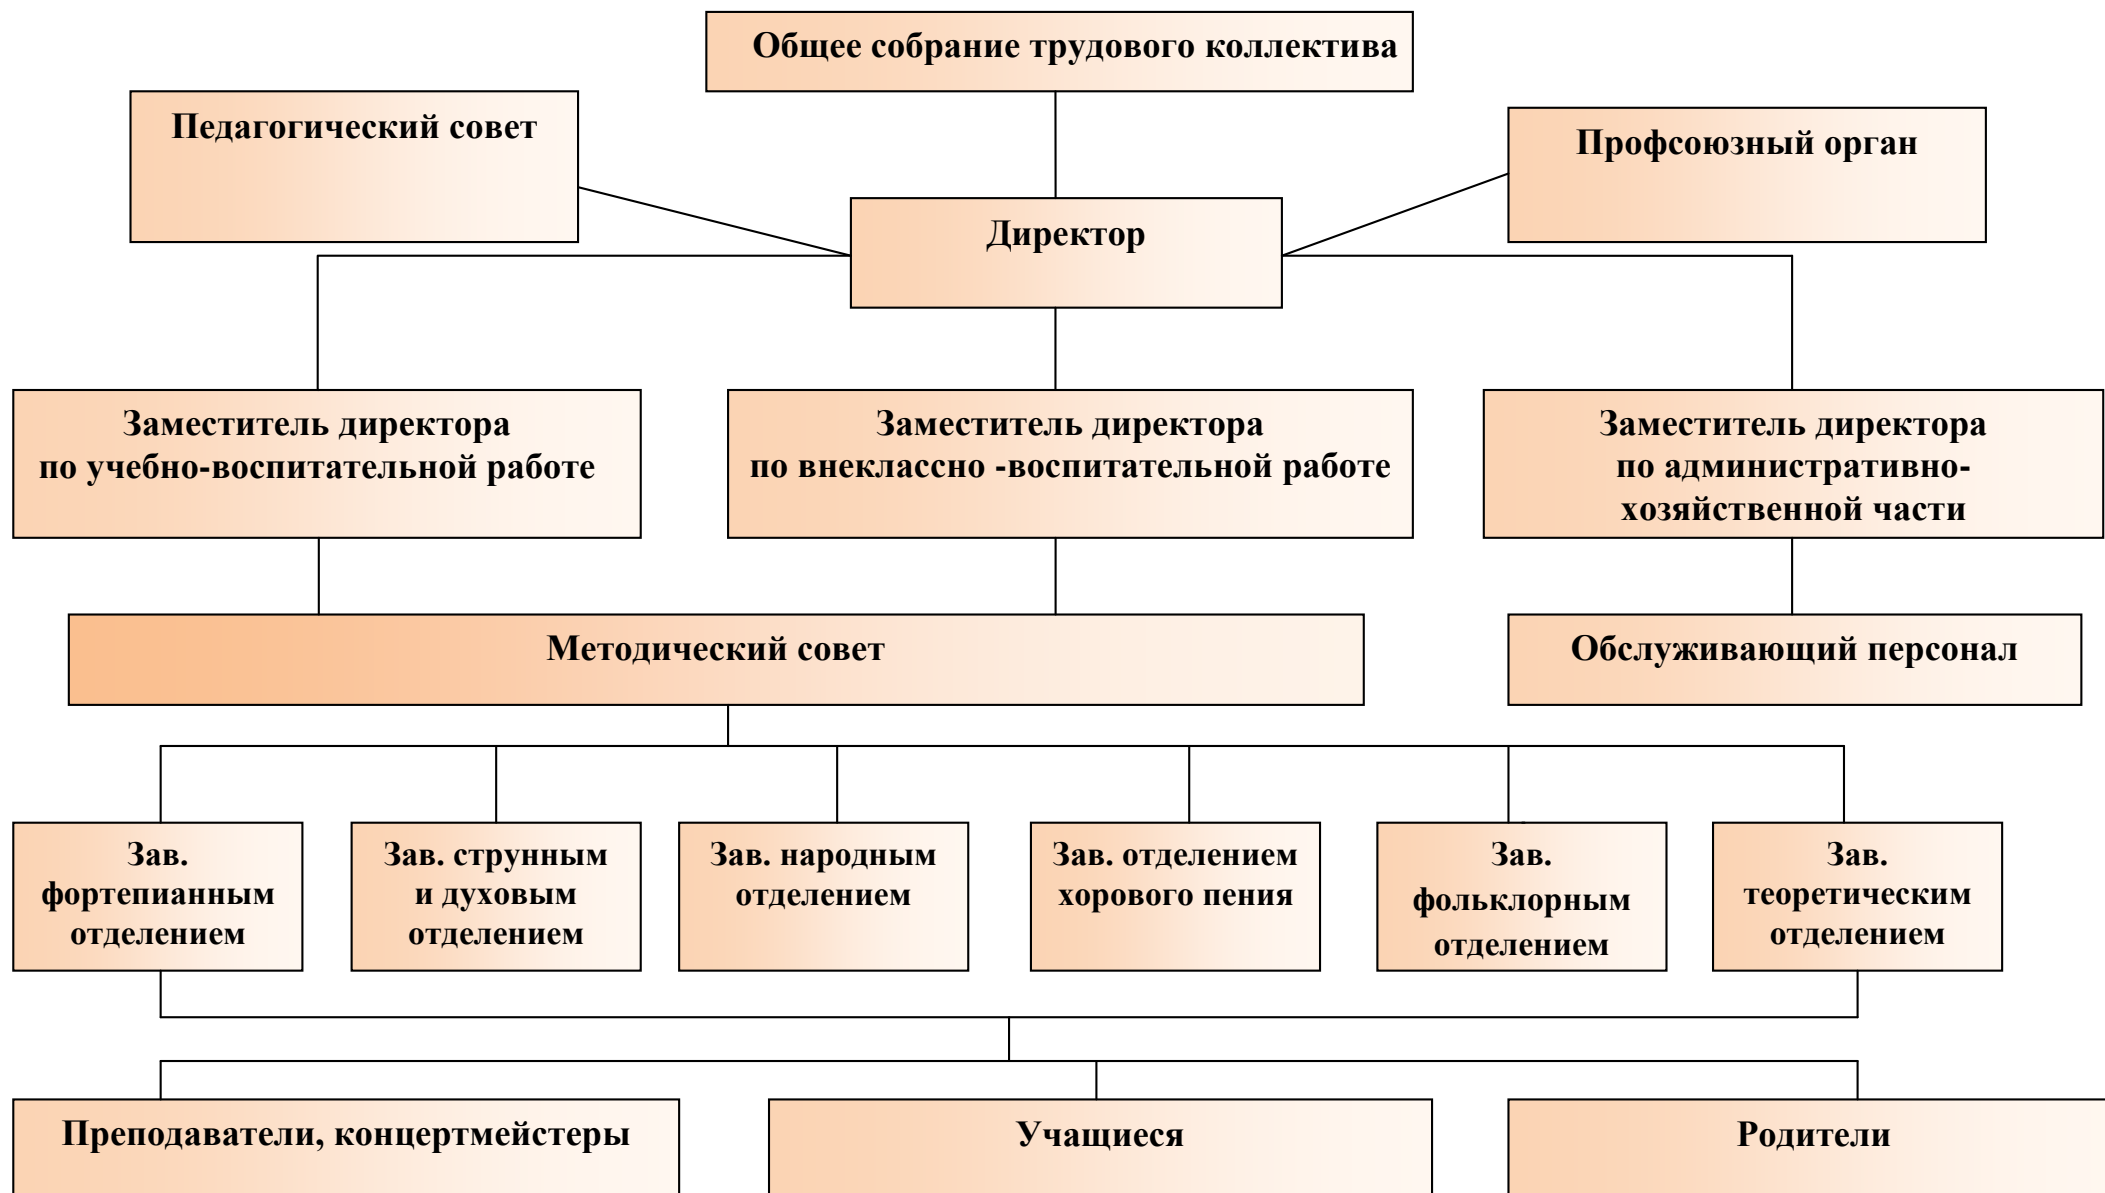 Общее собрание трудового коллектива
Педагогический совет
Профсоюзный орган
Директор
Заместитель директора
по учебно-воспитательной работе
Заместитель директора
по внеклассно -воспитательной работе
Заместитель директора
по административно-
хозяйственной части
Методический совет
Обслуживающий персонал
Зав.
фортепианным
отделением
Зав. струнным
и духовым
отделением
Зав. народным
отделением
Зав. отделением
хорового пения
Зав.
фольклорным
отделением
Зав.
теоретическим
отделением
Преподаватели, концертмейстеры
Учащиеся
Родители